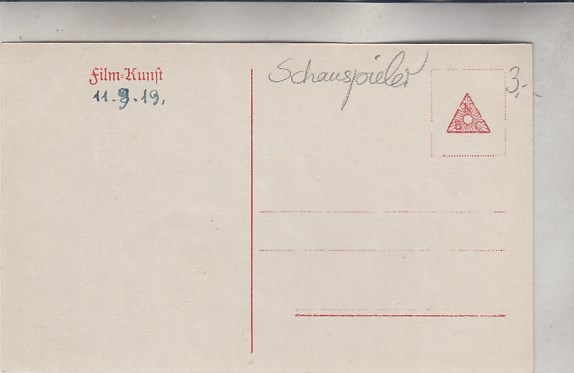 Film-Kunst
11.9.19.
Schauspieler
3,-
N
B C